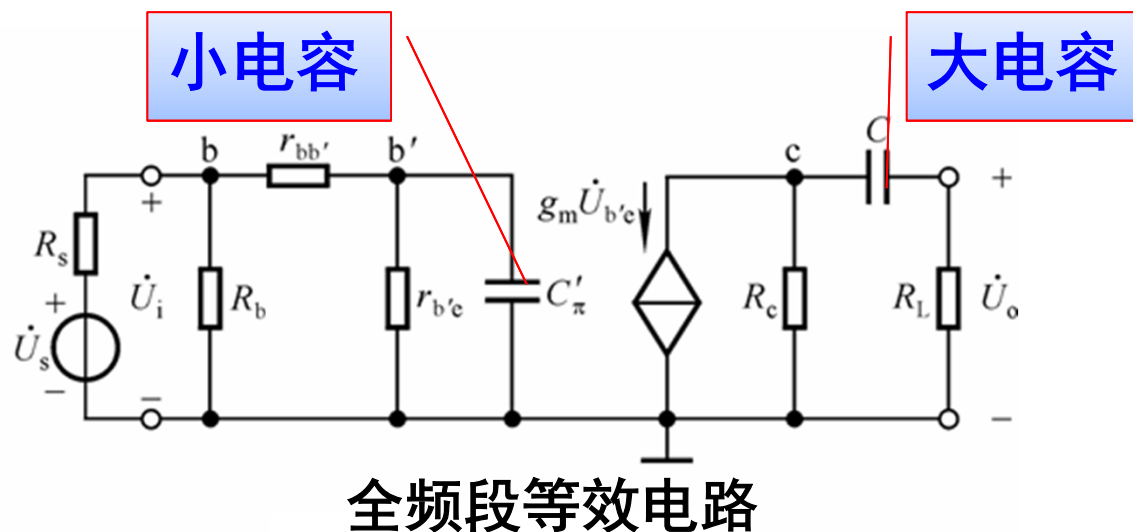 小电容
大电容
C
b
r_bb′
b′
c
+
+
g_m U̇_b′e
−
R_s
U̇_i
R_b
r_b′e
C′_π
R_c
R_L
U̇_o
+
U̇_s
−
−
−
全频段等效电路